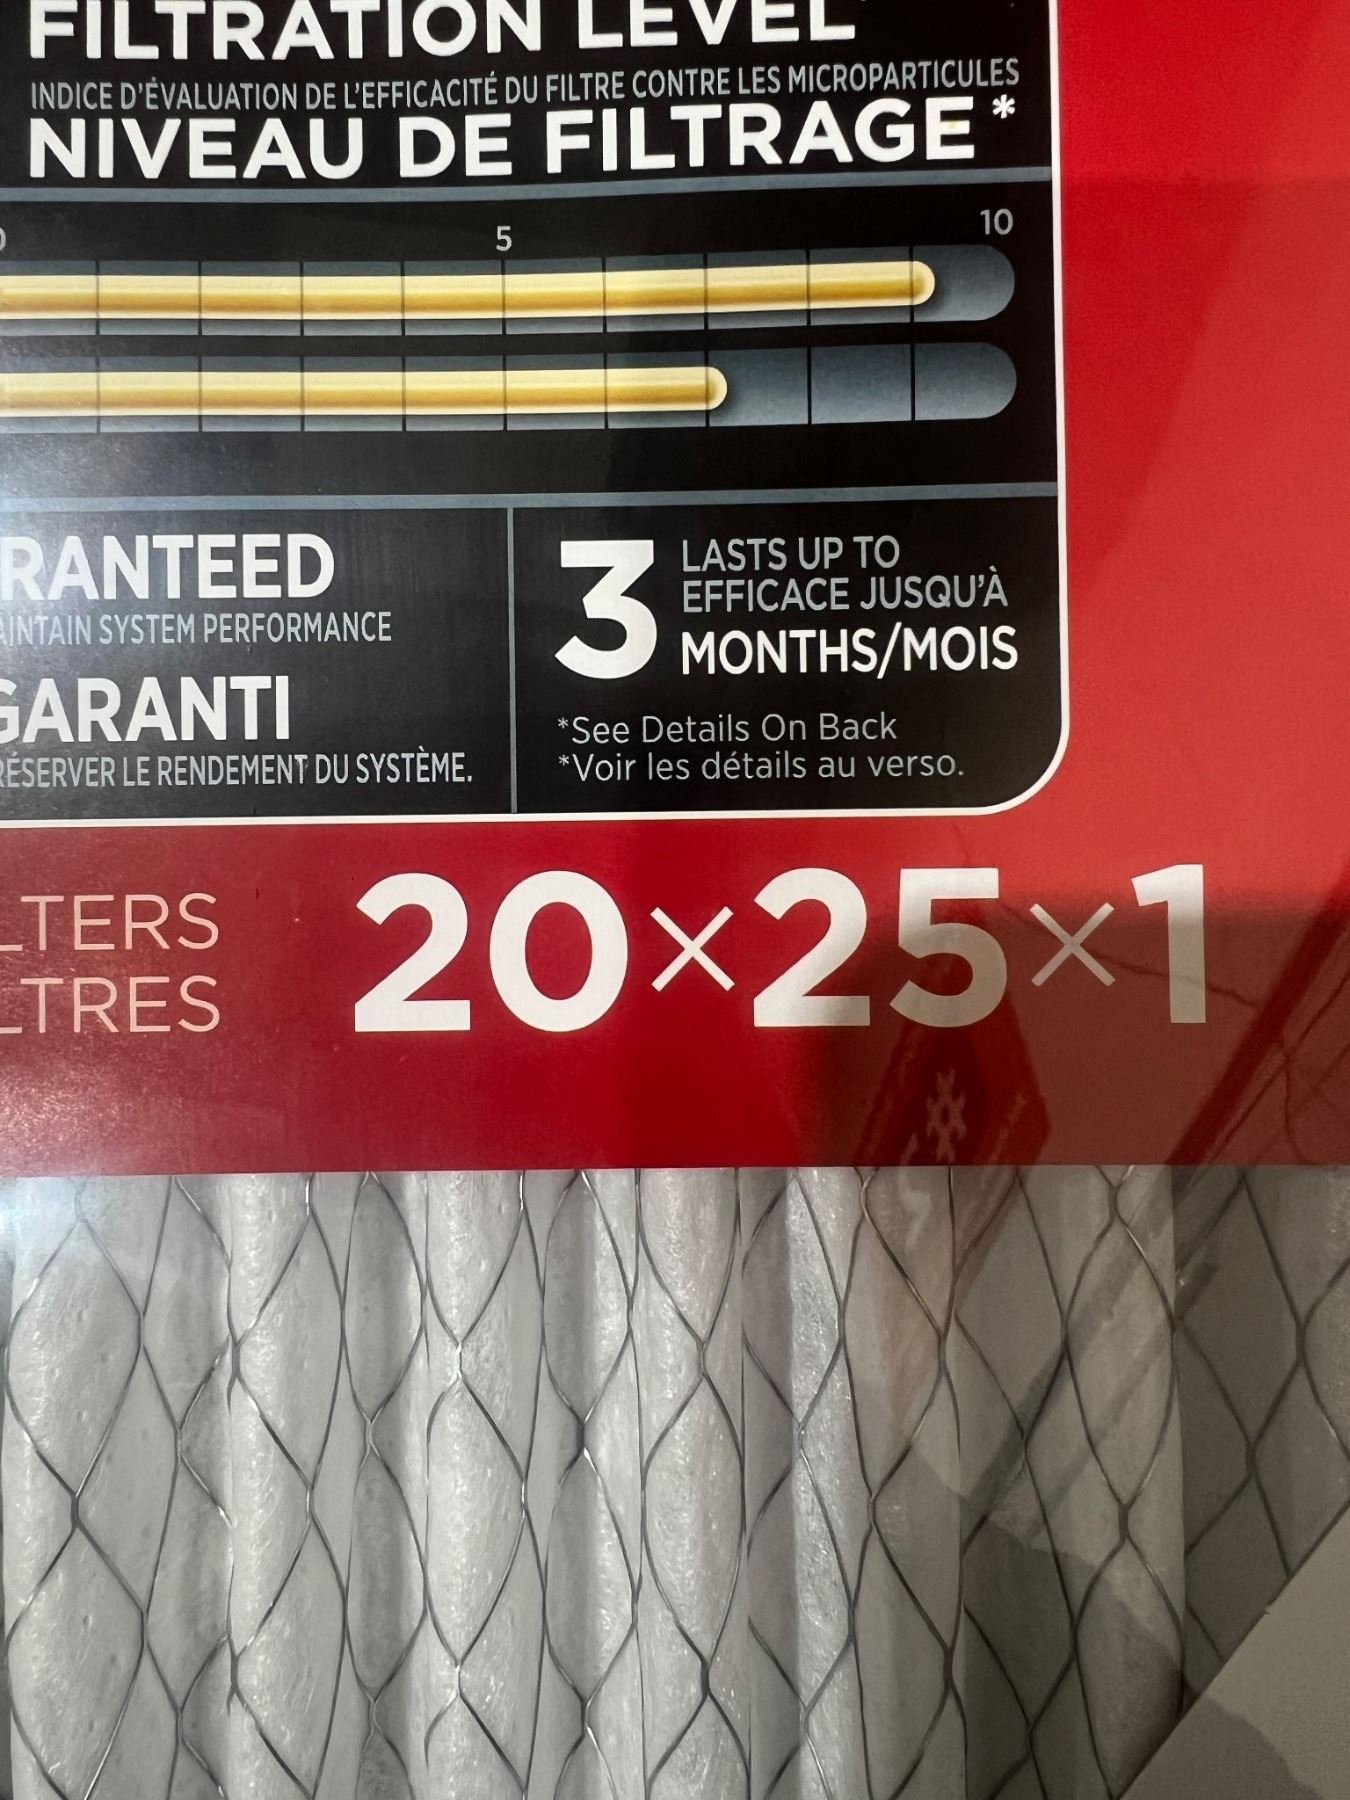 FILTRATION LEVEL
INDICE D'ÉVALUATION DE L'EFFICACITÉ DU FILTRE CONTRE LES MICROPARTICULES
NIVEAU DE FILTRAGE*
5 10
RANTEED
AINTAIN SYSTEM PERFORMANCE
GARANTI
RÉSERVER LE RENDEMENT DU SYSTÈME.
3 LASTS UP TO
EFFICACE JUSQU'À
MONTHS/MOIS
*See Details On Back
*Voir les détails au verso.
LTERS
LTRES
20×25×1